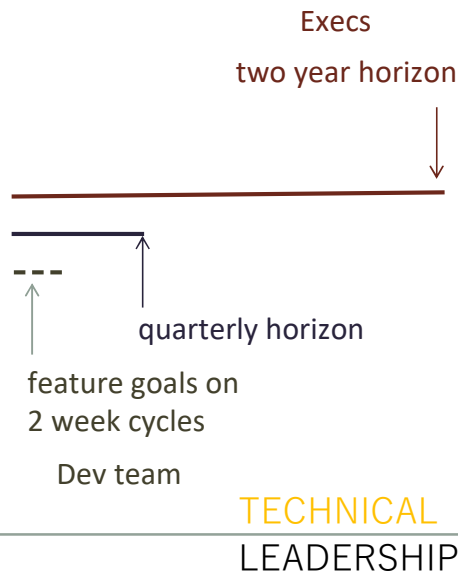 Execs
two year horizon
quarterly horizon
feature goals on
2 week cycles
Dev team
TECHNICAL
LEADERSHIP